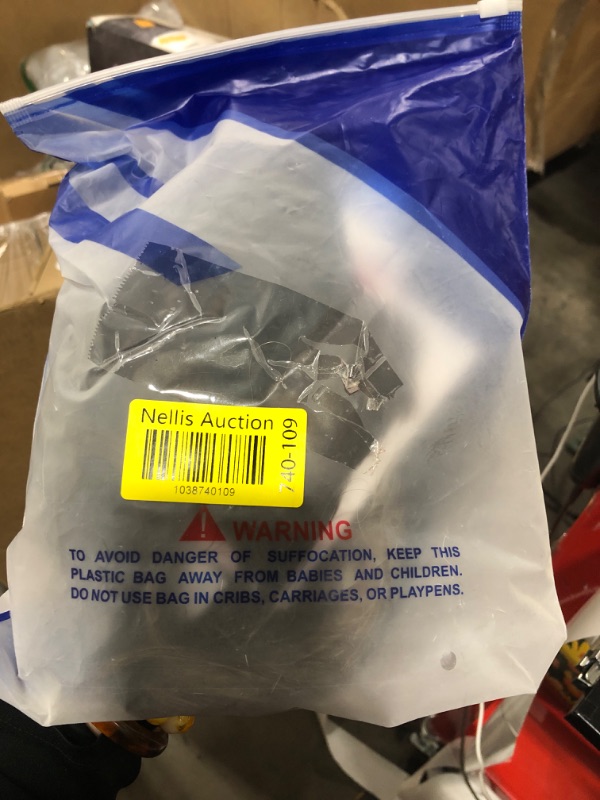 Nellis Auction
740-109
1038740109
WARNING
TO AVOID DANGER OF SUFFOCATION, KEEP THIS
PLASTIC BAG AWAY FROM BABIES AND CHILDREN.
DO NOT USE BAG IN CRIBS, CARRIAGES, OR PLAYPENS.